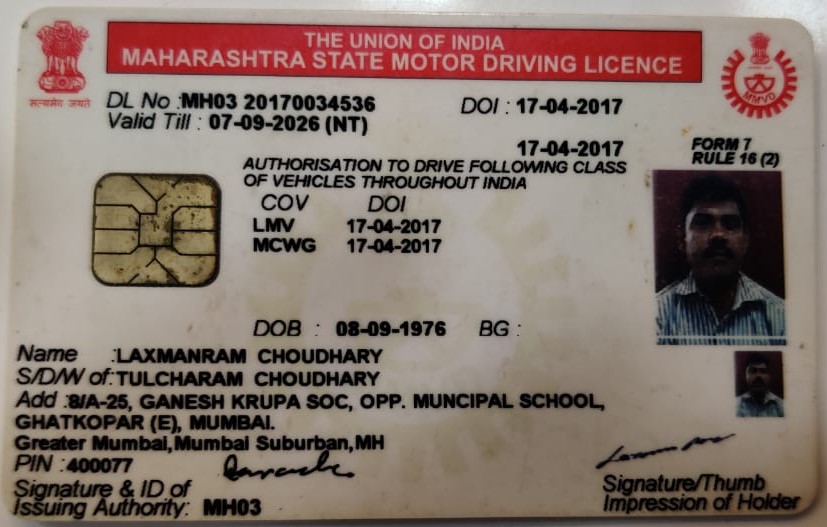 THE UNION OF INDIA
MAHARASHTRA STATE MOTOR DRIVING LICENCE
सत्यमेव जयते
MMVD
DL No :MH03 20170034536 DOI : 17-04-2017
Valid Till : 07-09-2026 (NT)
17-04-2017
FORM 7
RULE 16 (2)
AUTHORISATION TO DRIVE FOLLOWING CLASS
OF VEHICLES THROUGHOUT INDIA
COV DOI
LMV 17-04-2017
MCWG 17-04-2017
DOB : 08-09-1976 BG :
Name :LAXMANRAM CHOUDHARY
S/D/W of:TULCHARAM CHOUDHARY
Add :8/A-25, GANESH KRUPA SOC, OPP. MUNCIPAL SCHOOL,
GHATKOPAR (E), MUMBAI.
Greater Mumbai,Mumbai Suburban,MH
PIN :400077
Signature & ID of
Issuing Authority: MH03
Signature/Thumb
Impression of Holder